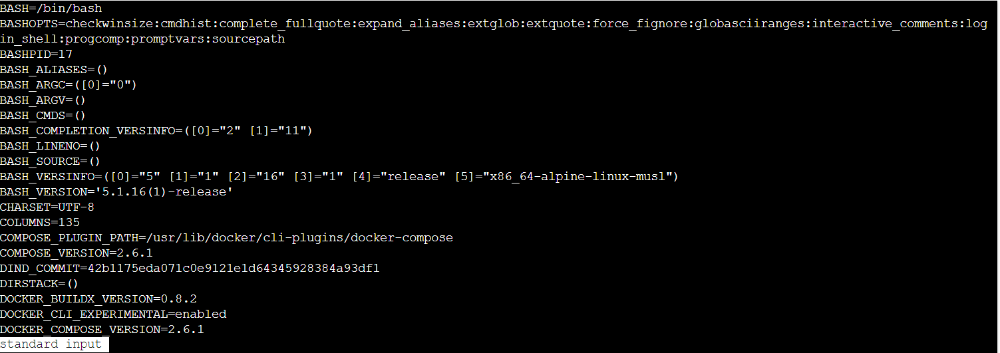 BASH=/bin/bash
BASHOPTS=checkwinsize:cmdhist:complete_fullquote:expand_aliases:extglob:extquote:force_fignore:globasciiranges:interactive_comments:log
in_shell:progcomp:promptvars:sourcepath
BASHPID=17
BASH_ALIASES=()
BASH_ARGC=([0]="0")
BASH_ARGV=()
BASH_CMDS=()
BASH_COMPLETION_VERSINFO=([0]="2" [1]="11")
BASH_LINENO=()
BASH_SOURCE=()
BASH_VERSINFO=([0]="5" [1]="1" [2]="16" [3]="1" [4]="release" [5]="x86_64-alpine-linux-musl")
BASH_VERSION='5.1.16(1)-release'
CHARSET=UTF-8
COLUMNS=135
COMPOSE_PLUGIN_PATH=/usr/lib/docker/cli-plugins/docker-compose
COMPOSE_VERSION=2.6.1
DIND_COMMIT=42b1175eda071c0e9121e1d64345928384a93df1
DIRSTACK=()
DOCKER_BUILDX_VERSION=0.8.2
DOCKER_CLI_EXPERIMENTAL=enabled
DOCKER_COMPOSE_VERSION=2.6.1
standard input